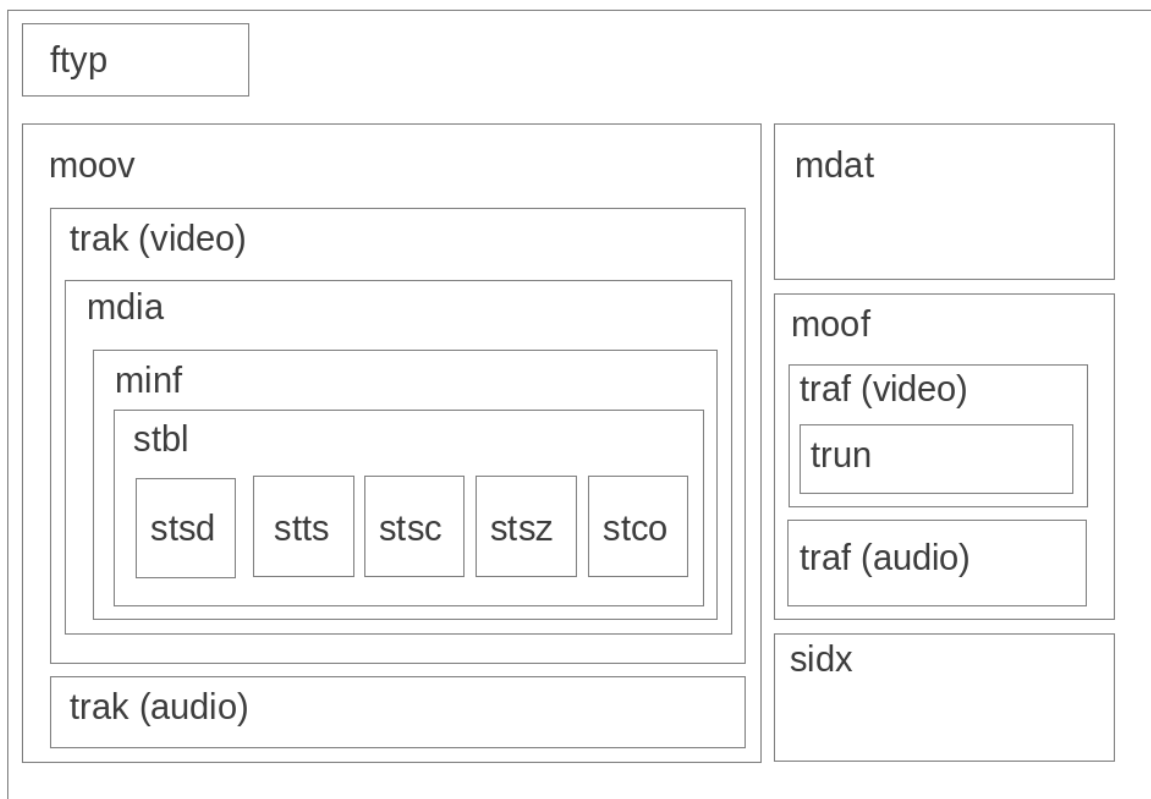 ftyp
moov
trak (video)
mdia
minf
stbl
stsd stts stsc stsz stco
trak (audio)
mdat
moof
traf (video)
trun
traf (audio)
sidx